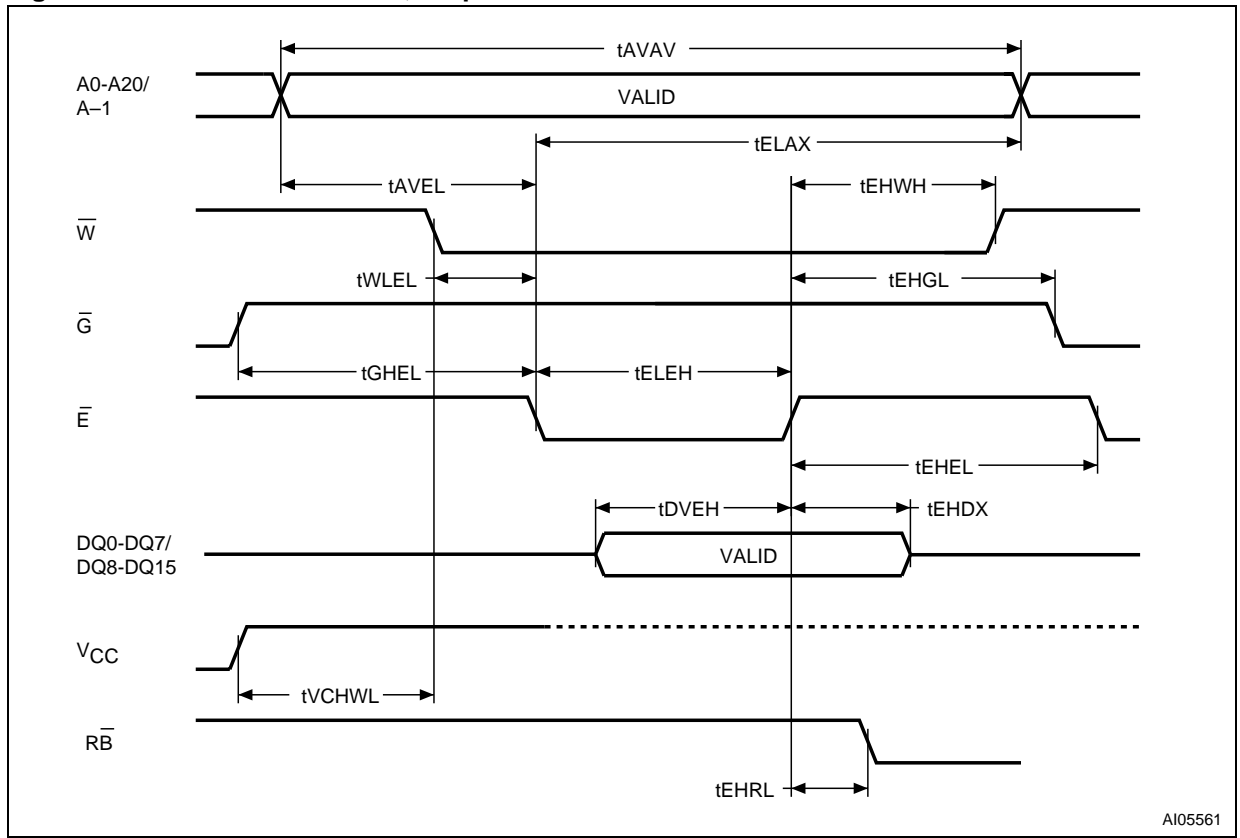 tAVAV
A0-A20/
A–1
VALID
tELAX
tAVEL
tEHWH
W̅
tWLEL
tEHGL
G̅
tGHEL
tELEH
E̅
tEHEL
tDVEH
tEHDX
DQ0-DQ7/
DQ8-DQ15
VALID
VCC
tVCHWL
RB̅
tEHRL
AI05561